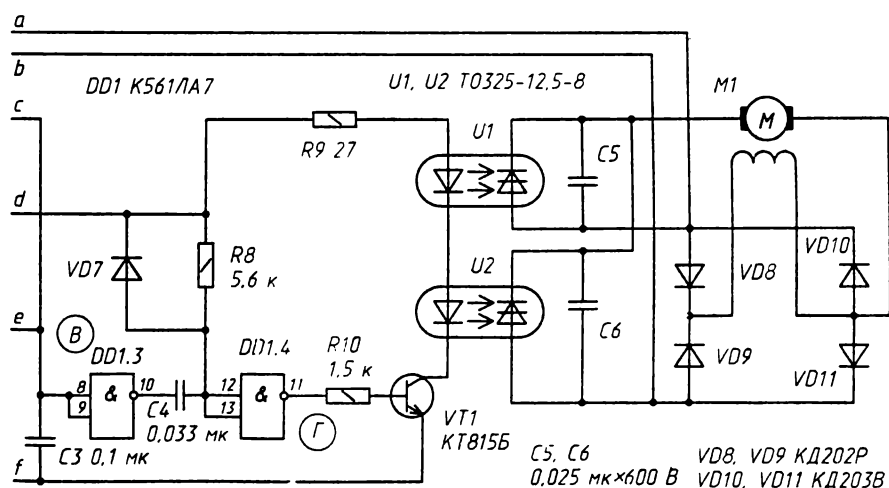 a
b
DD1 К561ЛА7
U1, U2 ТО325-12,5-8
M1
c
U1
M
R9 27
C5
d
R8
5,6 к
VD7
VD10
U2
VD8
e
В
C6
DD1.3
DD1.4
R10
1,5 к
VD9
VD11
8
9
&
10
C4
0,033 мк
12
13
&
11
Г
VT1
КТ815Б
C3 0,1 мк
f
C5, C6
0,025 мк×600 В
VD8, VD9 КД202Р
VD10, VD11 КД203В